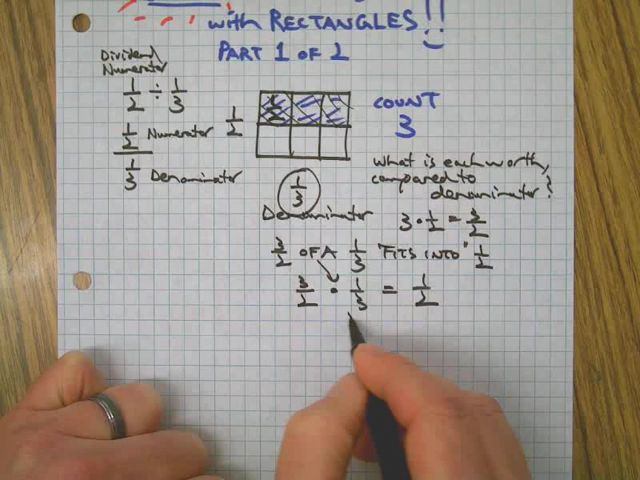 with RECTANGLES!!
PART 1 OF 2
Dividend
Numerator
1/2 ÷ 1/3
1/2 Numerator
1/3 Denominator
1/2
COUNT
3
1/3
Denominator
What is each worth,
compared to
denominator?
3 · 1/2 = 3/2
3/2 OF A 1/3 "FITS INTO" 1/2
3/2 · 1/3 = 1/2